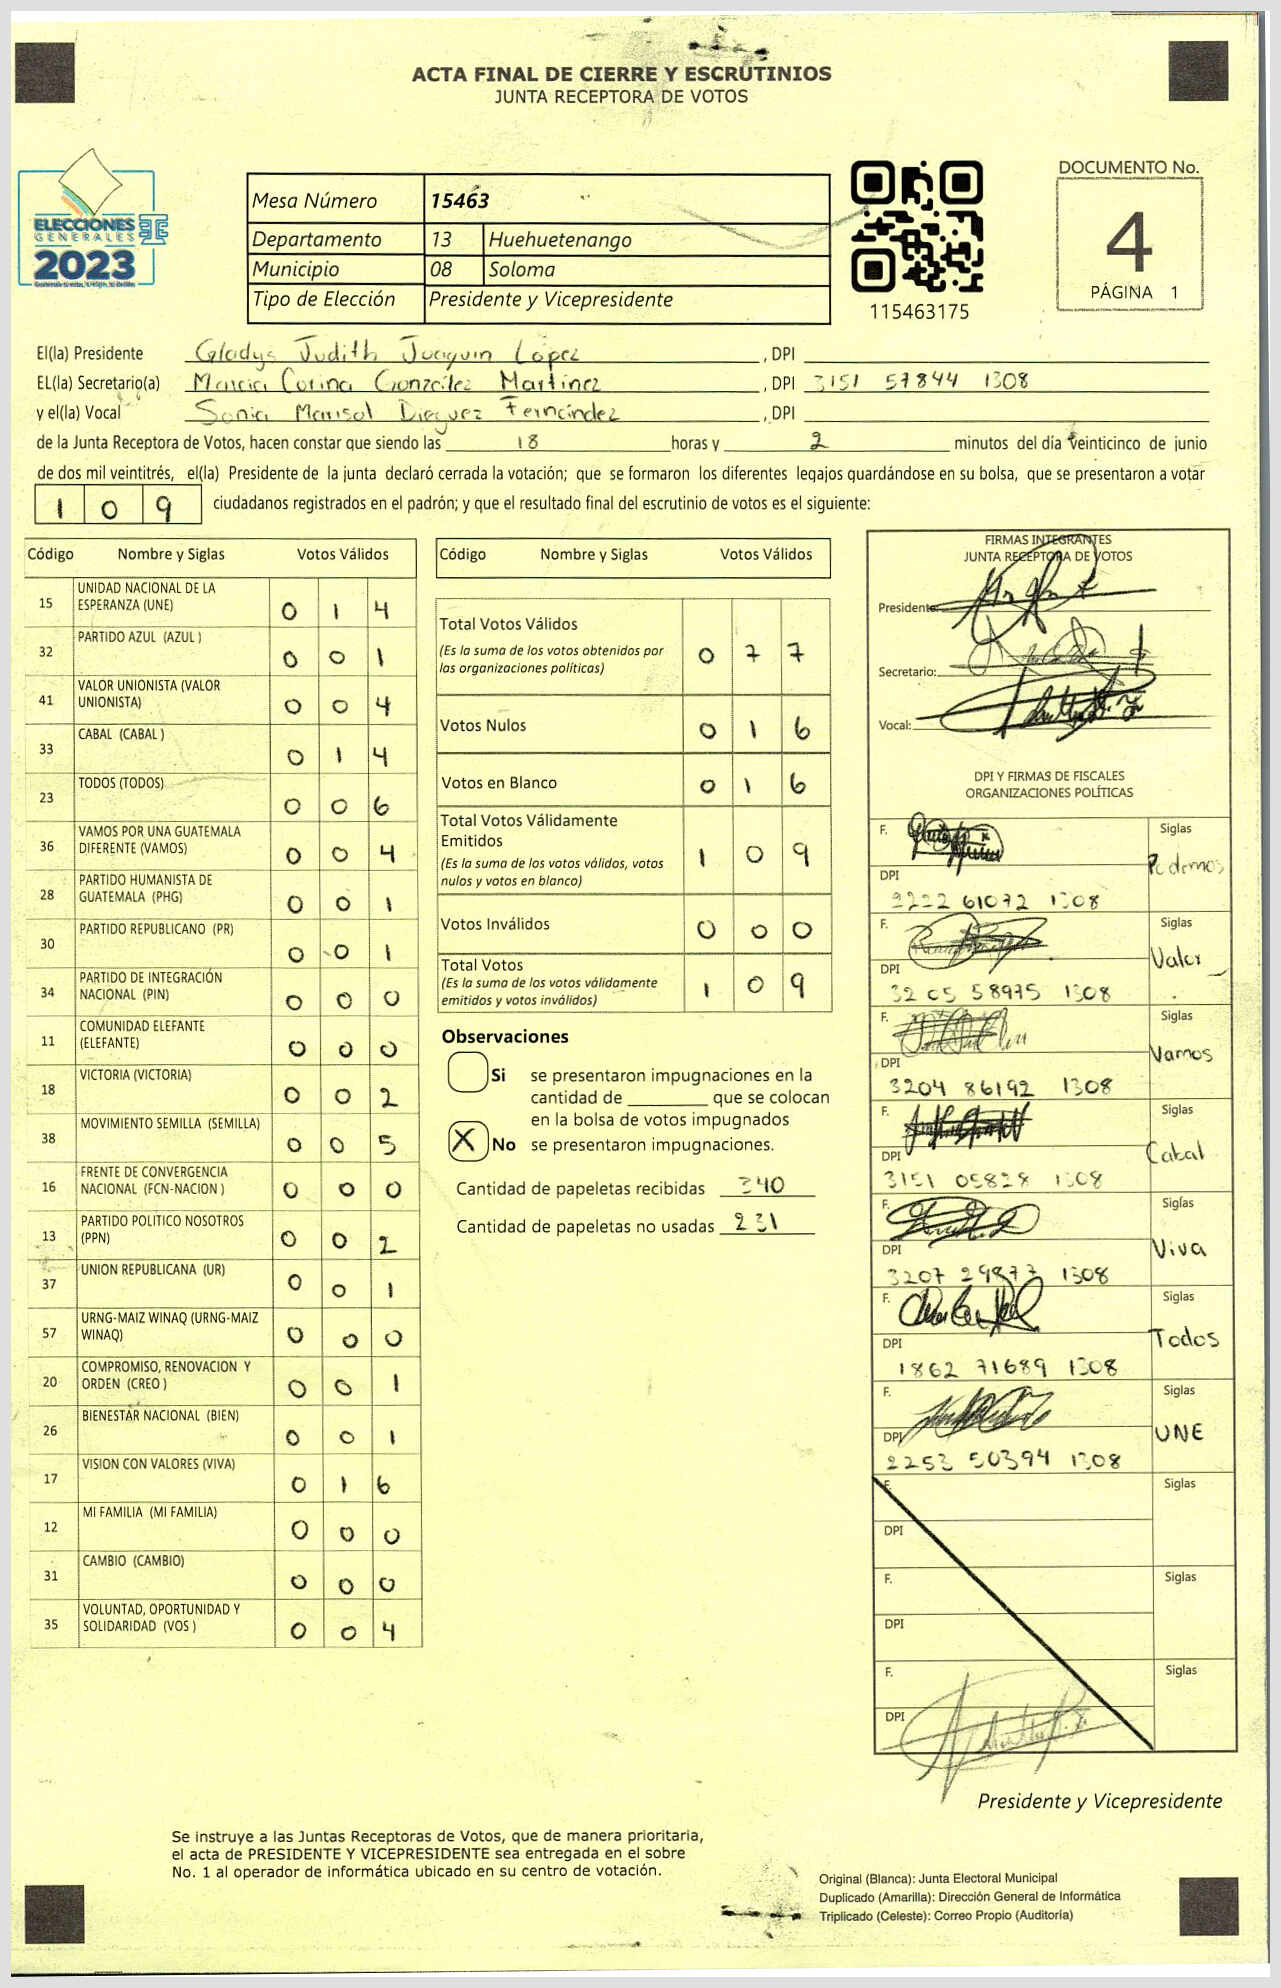 ACTA FINAL DE CIERRE Y ESCRUTINIOS
JUNTA RECEPTORA DE VOTOS
ELECCIONES
GENERALES
2023
Mesa Número 15463
Departamento 13 Huehuetenango
Municipio 08 Soloma
Tipo de Elección Presidente y Vicepresidente
115463175
DOCUMENTO No.
4
PÁGINA 1
El(la) Presidente Gladys Judith Joaquin López , DPI
EL(la) Secretario(a) Marcia Corina González Martínez , DPI 3151 57844 1308
y el(la) Vocal Sonia Marisol Dieguez Fernández , DPI
de la Junta Receptora de Votos, hacen constar que siendo las 18 horas y 2 minutos del día veinticinco de junio
de dos mil veintitrés, el(la) Presidente de la junta declaró cerrada la votación; que se formaron los diferentes legajos guardándose en su bolsa, que se presentaron a votar
1 0 9 ciudadanos registrados en el padrón; y que el resultado final del escrutinio de votos es el siguiente:
Código Nombre y Siglas Votos Válidos
15 UNIDAD NACIONAL DE LA ESPERANZA (UNE) 0 1 4
32 PARTIDO AZUL (AZUL ) 0 0 1
41 VALOR UNIONISTA (VALOR UNIONISTA) 0 0 4
33 CABAL (CABAL ) 0 1 4
23 TODOS (TODOS) 0 0 6
36 VAMOS POR UNA GUATEMALA DIFERENTE (VAMOS) 0 0 4
28 PARTIDO HUMANISTA DE GUATEMALA (PHG) 0 0 1
30 PARTIDO REPUBLICANO (PR) 0 0 1
34 PARTIDO DE INTEGRACIÓN NACIONAL (PIN) 0 0 0
11 COMUNIDAD ELEFANTE (ELEFANTE) 0 0 0
18 VICTORIA (VICTORIA) 0 0 2
38 MOVIMIENTO SEMILLA (SEMILLA) 0 0 5
16 FRENTE DE CONVERGENCIA NACIONAL (FCN-NACION ) 0 0 0
13 PARTIDO POLITICO NOSOTROS (PPN) 0 0 2
37 UNION REPUBLICANA (UR) 0 0 1
57 URNG-MAIZ WINAQ (URNG-MAIZ WINAQ) 0 0 0
20 COMPROMISO, RENOVACION Y ORDEN (CREO ) 0 0 1
26 BIENESTAR NACIONAL (BIEN) 0 0 1
17 VISION CON VALORES (VIVA) 0 1 6
12 MI FAMILIA (MI FAMILIA) 0 0 0
31 CAMBIO (CAMBIO) 0 0 0
35 VOLUNTAD, OPORTUNIDAD Y SOLIDARIDAD (VOS ) 0 0 4
Código Nombre y Siglas Votos Válidos
Total Votos Válidos 0 7 7
(Es la suma de los votos obtenidos por
las organizaciones políticas)
Votos Nulos 0 1 6
Votos en Blanco 0 1 6
Total Votos Válidamente
Emitidos 1 0 9
(Es la suma de los votos válidos, votos
nulos y votos en blanco)
Votos Inválidos 0 0 0
Total Votos 1 0 9
(Es la suma de los votos válidamente
emitidos y votos inválidos)
Observaciones
Si se presentaron impugnaciones en la
cantidad de que se colocan
en la bolsa de votos impugnados
X No se presentaron impugnaciones.
Cantidad de papeletas recibidas 340
Cantidad de papeletas no usadas 231
FIRMAS INTEGRANTES
JUNTA RECEPTORA DE VOTOS
Presidente:
Secretario:
Vocal:
DPI Y FIRMAS DE FISCALES
ORGANIZACIONES POLÍTICAS
F. Siglas Podemos
DPI 2222 61072 1308
F. Siglas Valor
DPI 3205 58975 1308
F. Siglas Vamos
DPI 3204 86192 1308
F. Siglas Cabal
DPI 3151 05828 1308
F. Siglas Viva
DPI 3207 29877 1308
F. Siglas Todos
DPI 1862 71689 1308
F. Siglas UNE
DPI 2253 50394 1308
F. Siglas
DPI
F. Siglas
DPI
F. Siglas
DPI
Presidente y Vicepresidente
Se instruye a las Juntas Receptoras de Votos, que de manera prioritaria,
el acta de PRESIDENTE Y VICEPRESIDENTE sea entregada en el sobre
No. 1 al operador de informática ubicado en su centro de votación.
Original (Blanca): Junta Electoral Municipal
Duplicado (Amarilla): Dirección General de Informática
Triplicado (Celeste): Correo Propio (Auditoría)